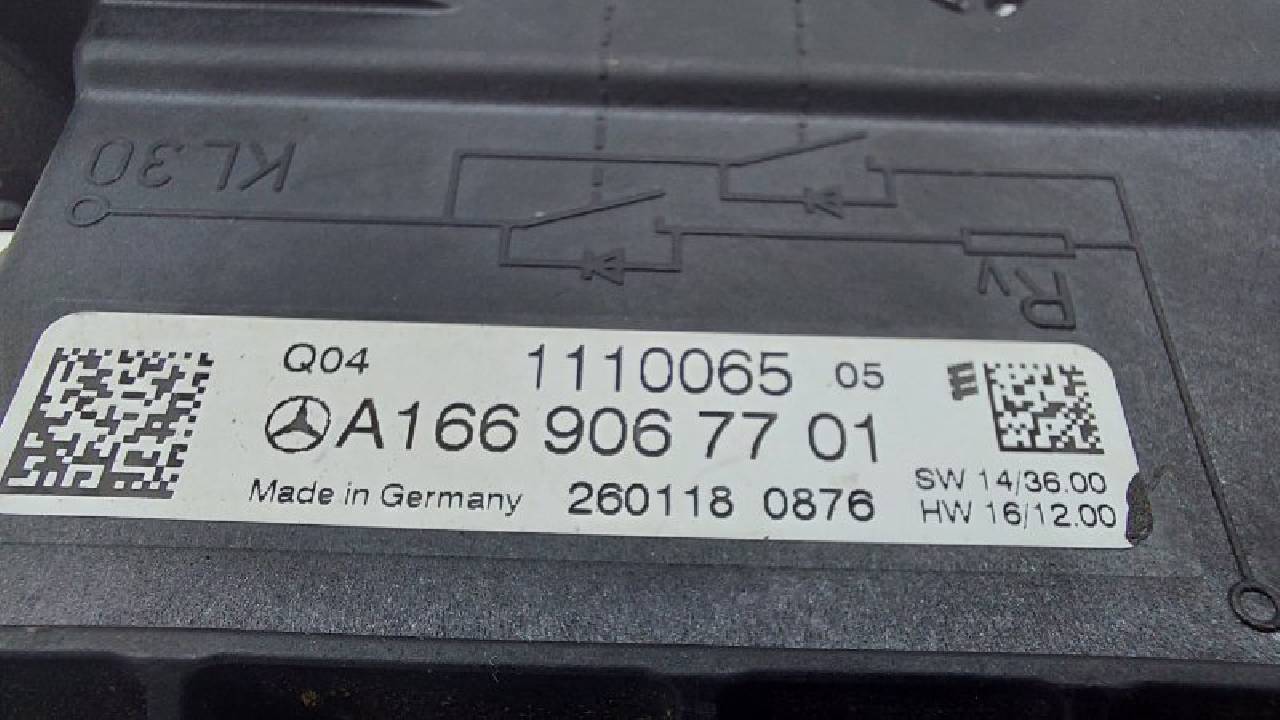 KL30
Rv
Q04 1110065 05
A166 906 77 01
Made in Germany 260118 0876
SW 14/36.00
HW 16/12.00